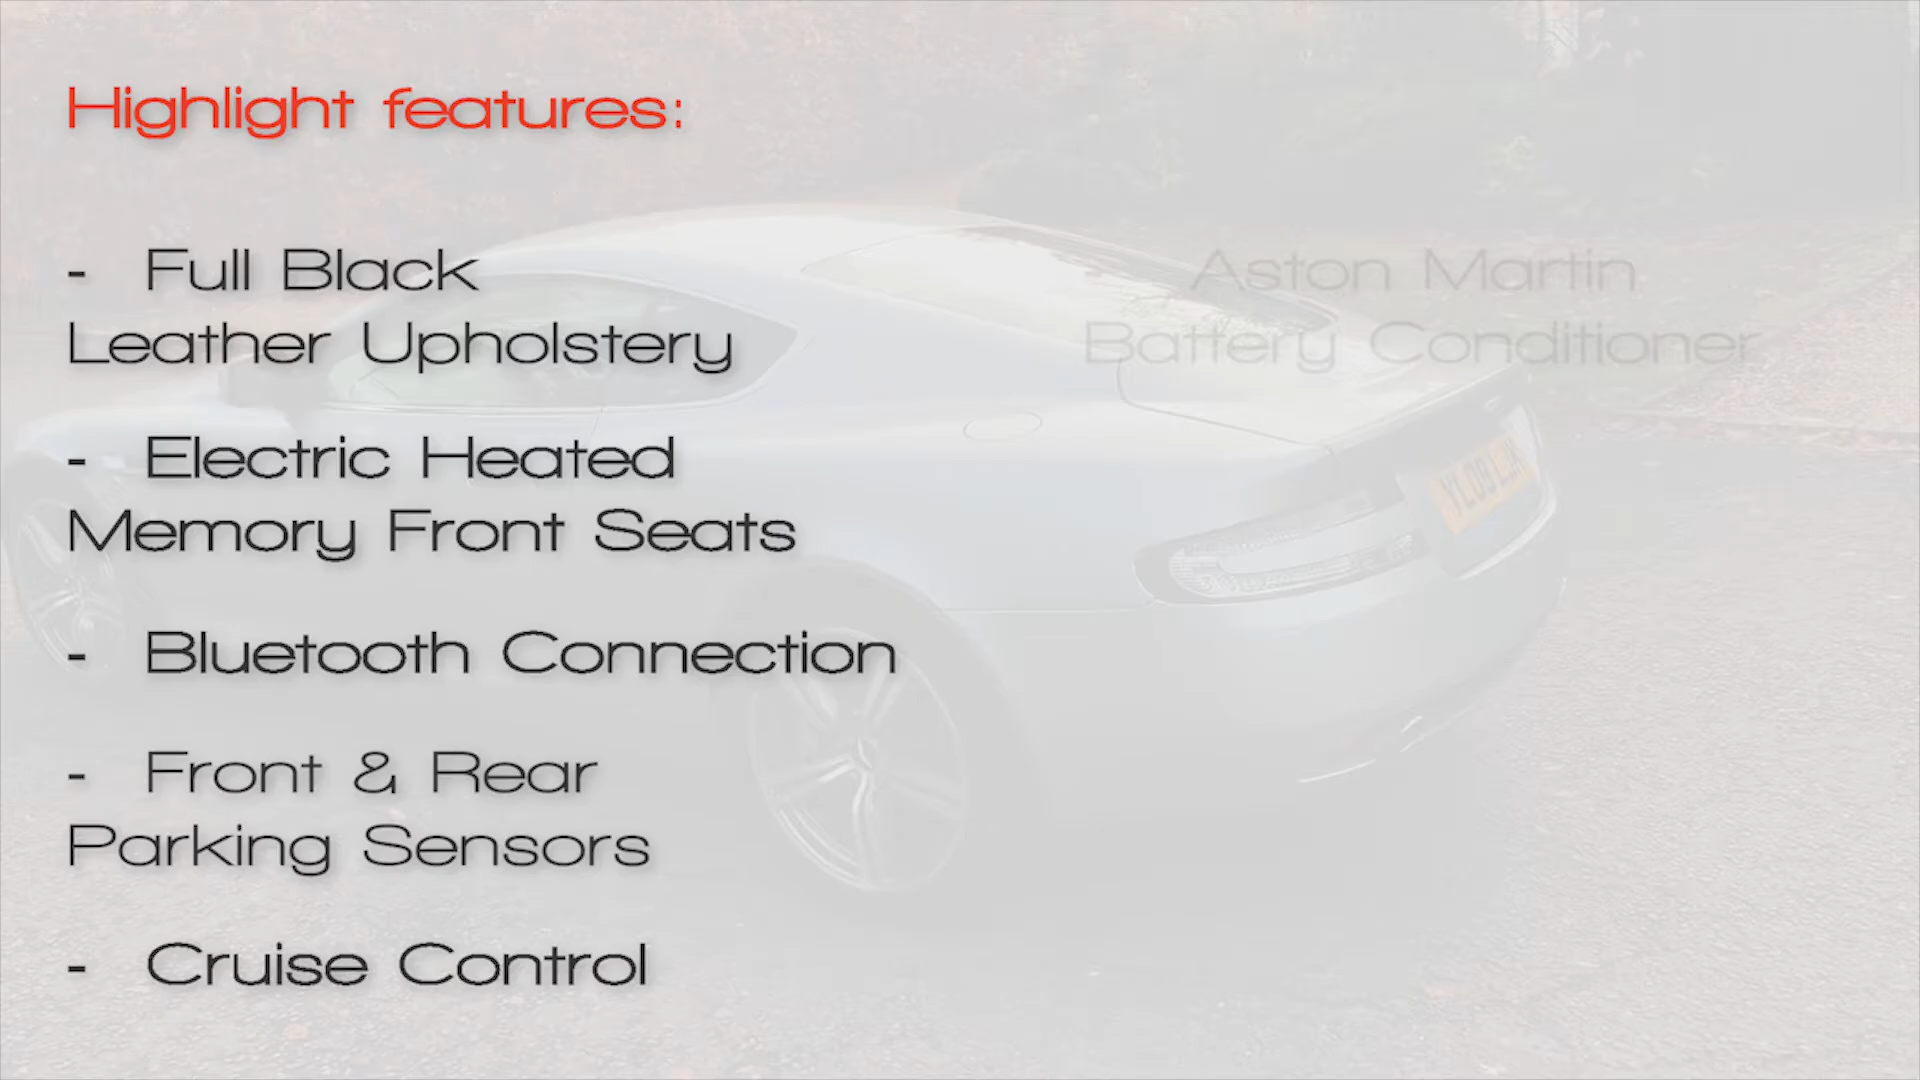 Highlight features:
- Full Black
Leather Upholstery
- Electric Heated
Memory Front Seats
- Bluetooth Connection
- Front & Rear
Parking Sensors
- Cruise Control
- Aston Martin
Battery Conditioner